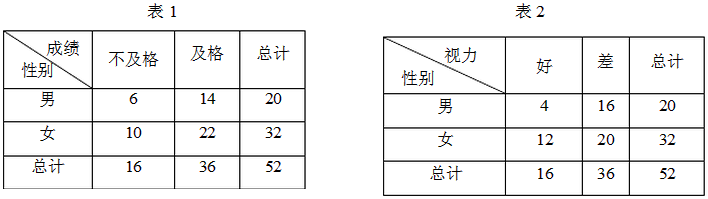 表 1
成绩
性别
不及格 及格 总计
男 6 14 20
女 10 22 32
总计 16 36 52
表 2
视力
性别
好 差 总计
男 4 16 20
女 12 20 32
总计 16 36 52